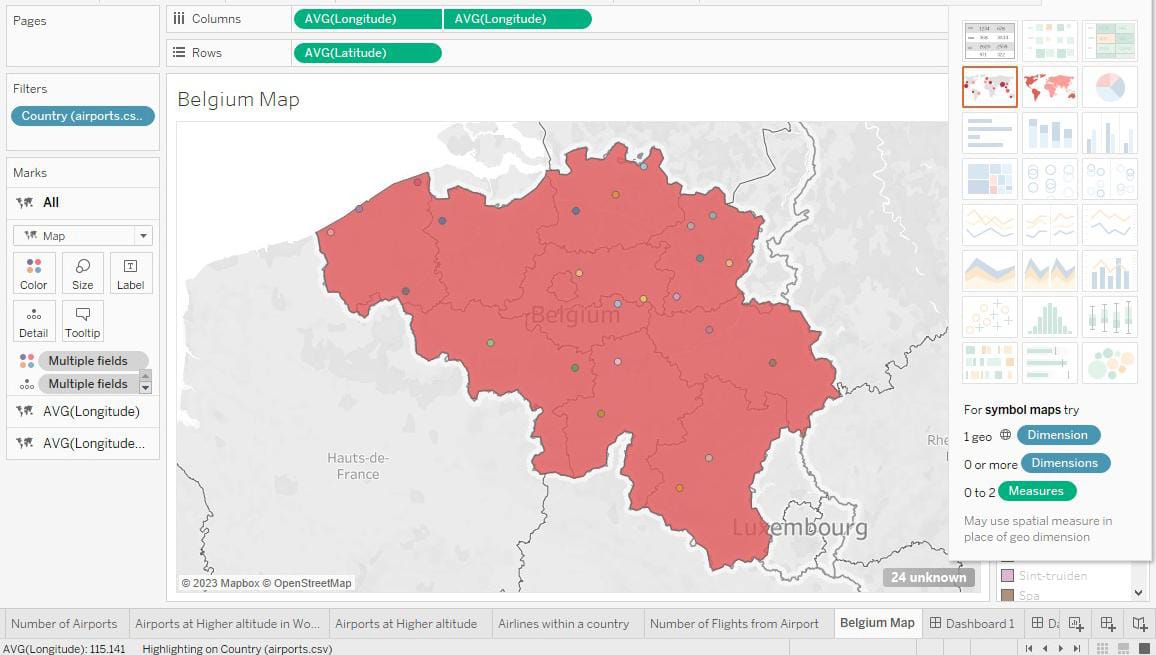 Pages
Columns
AVG(Longitude)
AVG(Longitude)
Rows
AVG(Latitude)
Filters
Country (airports.cs..
Marks
All
Map
Color
Size
Label
Detail
Tooltip
Multiple fields
Multiple fields
AVG(Longitude)
AVG(Longitude...
Belgium Map
Belgium
Hauts-de-
France
Luxembourg
Rhe
© 2023 Mapbox © OpenStreetMap
24 unknown
For symbol maps try
1 geo Dimension
0 or more Dimensions
0 to 2 Measures
May use spatial measure in
place of geo dimension
Sint-truiden
Spa
Number of Airports
Airports at Higher altitude in Wo...
Airports at Higher altitude
Airlines within a country
Number of Flights from Airport
Belgium Map
Dashboard 1
Da
AVG(Longitude): 115.141
Highlighting on Country (airports.csv)